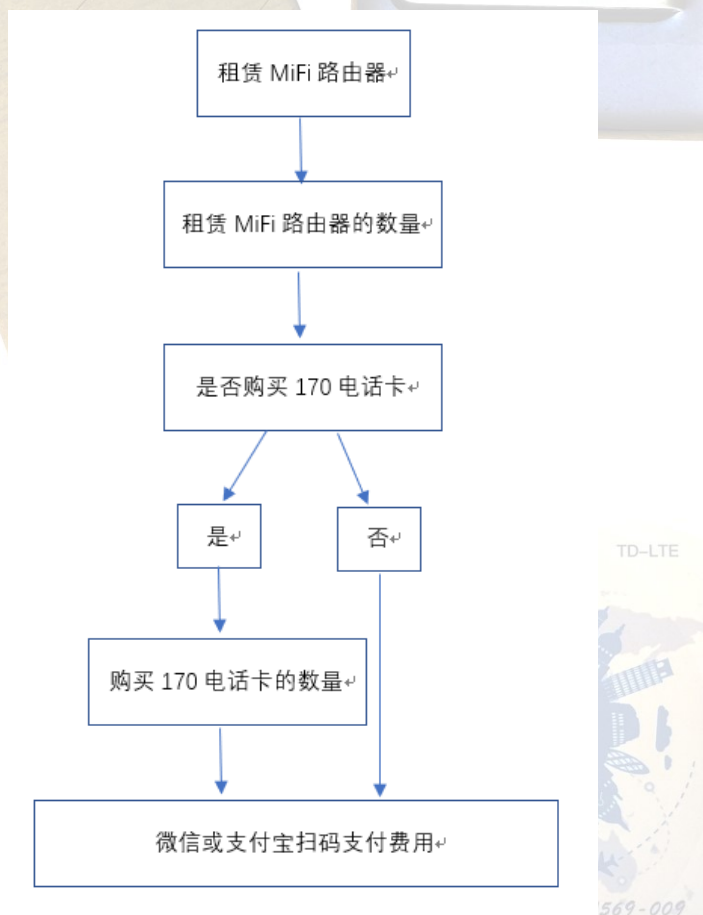 租赁 MiFi 路由器
租赁 MiFi 路由器的数量
是否购买 170 电话卡
是
否
购买 170 电话卡的数量
微信或支付宝扫码支付费用
TD-LTE
569-009